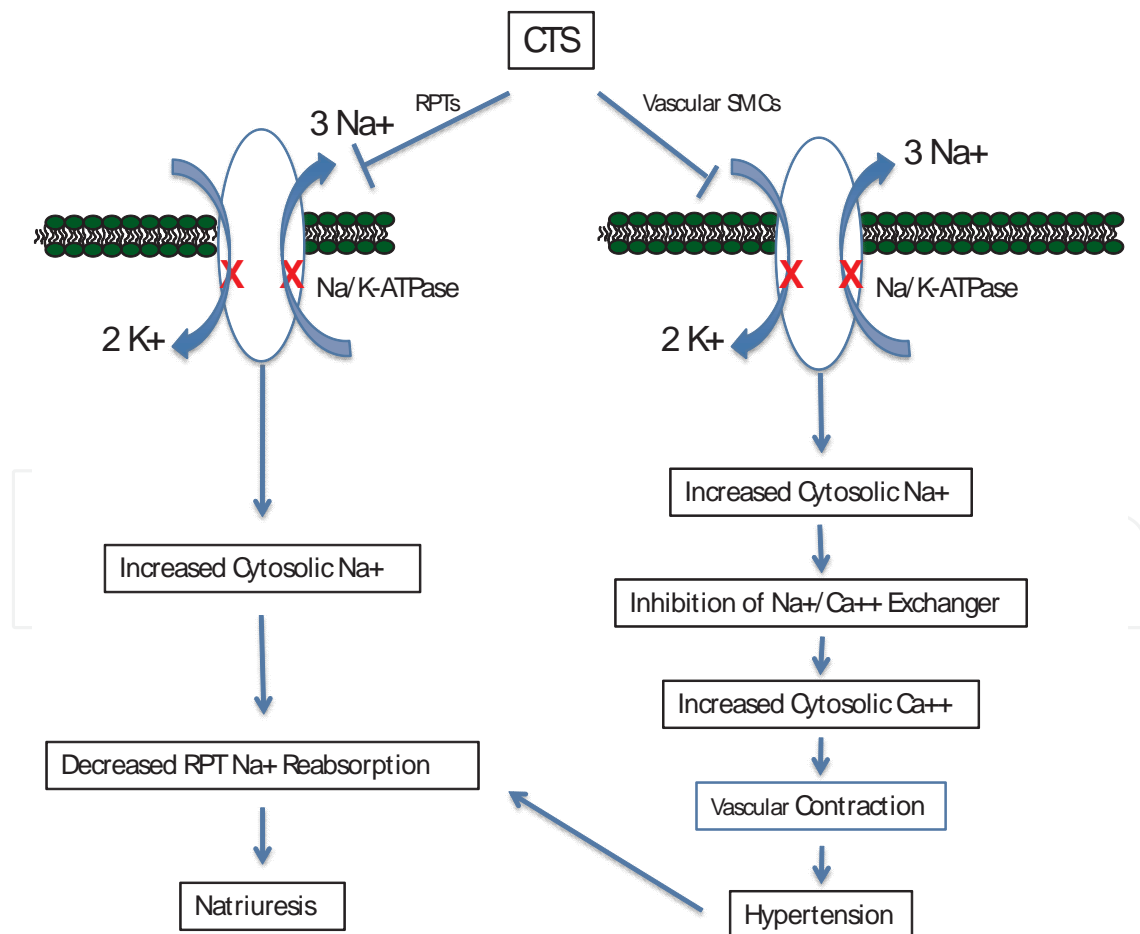 CTS
RPTs
Vascular SMCs
3 Na+
3 Na+
X X
X X
Na/K-ATPase
Na/K-ATPase
2 K+
2 K+
Increased Cytosolic Na+
Increased Cytosolic Na+
Inhibition of Na+/Ca++ Exchanger
Increased Cytosolic Ca++
Decreased RPT Na+ Reabsorption
Vascular Contraction
Natriuresis
Hypertension